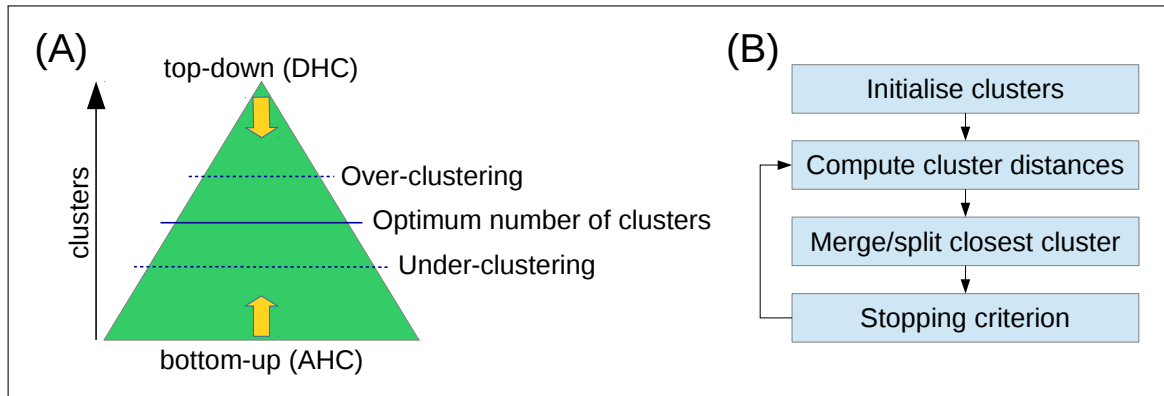 (A)
top-down (DHC)
clusters
Over-clustering
Optimum number of clusters
Under-clustering
bottom-up (AHC)
(B)
Initialise clusters
Compute cluster distances
Merge/split closest cluster
Stopping criterion